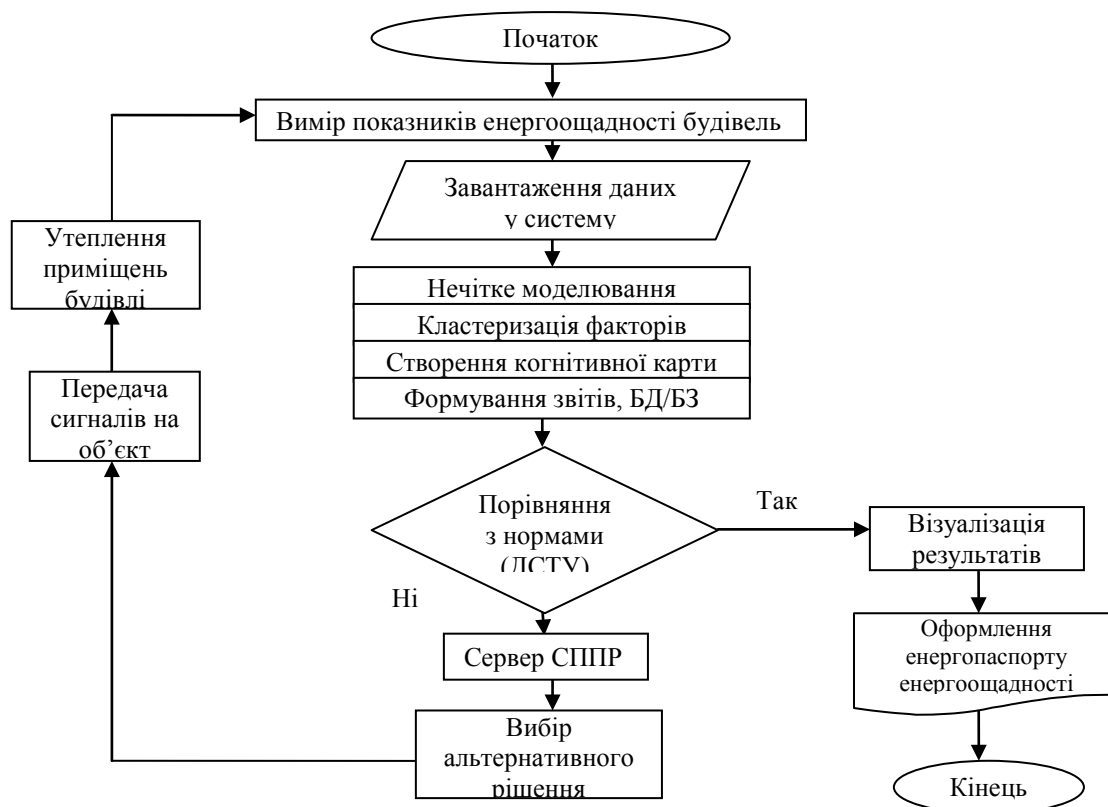 Початок
Вимір показників енергоощадності будівель
Завантаження даних
у систему
Утеплення
приміщень
будівлі
Нечітке моделювання
Кластеризація факторів
Створення когнітивної карти
Формування звітів, БД/БЗ
Передача
сигналів на
об’єкт
Порівняння
з нормами
(ДСТУ)
Так
Візуалізація
результатів
Ні
Оформлення
енергопаспорту
енергоощадності
Сервер СППР
Вибір
альтернативного
рішення
Кінець